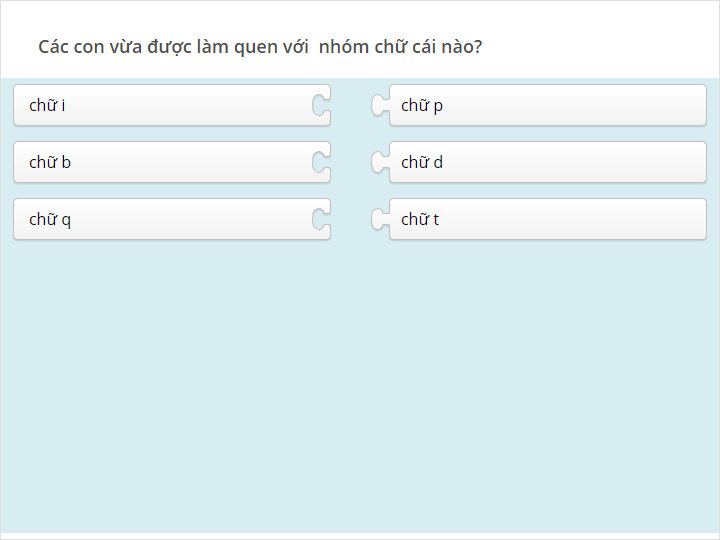 Các con vừa được làm quen với  nhóm chữ cái nào?
chữ i
chữ p
chữ b
chữ d
chữ q
chữ t